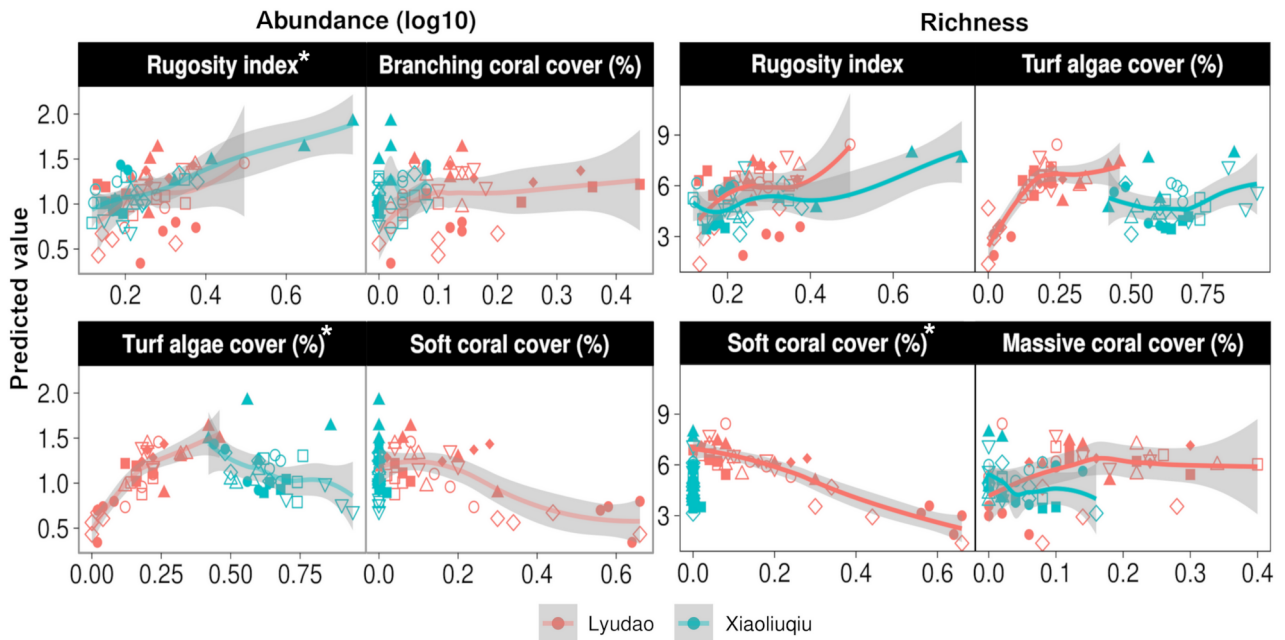 Abundance (log10) Richness
Rugosity index* Branching coral cover (%) Rugosity index Turf algae cover (%)
2.0
1.5
1.0
0.5
9
6
3
0.2 0.4 0.6 0.0 0.1 0.2 0.3 0.4 0.2 0.4 0.6 0.0 0.25 0.50 0.75
Predicted value
Turf algae cover (%)* Soft coral cover (%) Soft coral cover (%)* Massive coral cover (%)
2.0
1.5
1.0
0.5
9
6
3
0.00 0.25 0.50 0.75 0.0 0.2 0.4 0.6 0.0 0.2 0.4 0.6 0.0 0.1 0.2 0.3 0.4
Lyudao Xiaoliuqiu